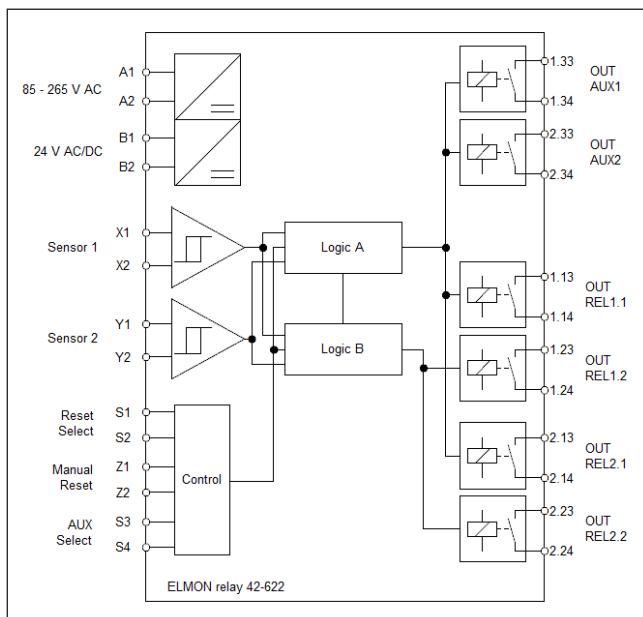 85 - 265 V AC
A1
A2
24 V AC/DC
B1
B2
Sensor 1
X1
X2
Sensor 2
Y1
Y2
Reset
Select
S1
S2
Manual
Reset
Z1
Z2
AUX
Select
S3
S4
Logic A
Logic B
Control
1.33
1.34
OUT
AUX1
2.33
2.34
OUT
AUX2
1.13
1.14
OUT
REL1.1
1.23
1.24
OUT
REL1.2
2.13
2.14
OUT
REL2.1
2.23
2.24
OUT
REL2.2
ELMON relay 42-622